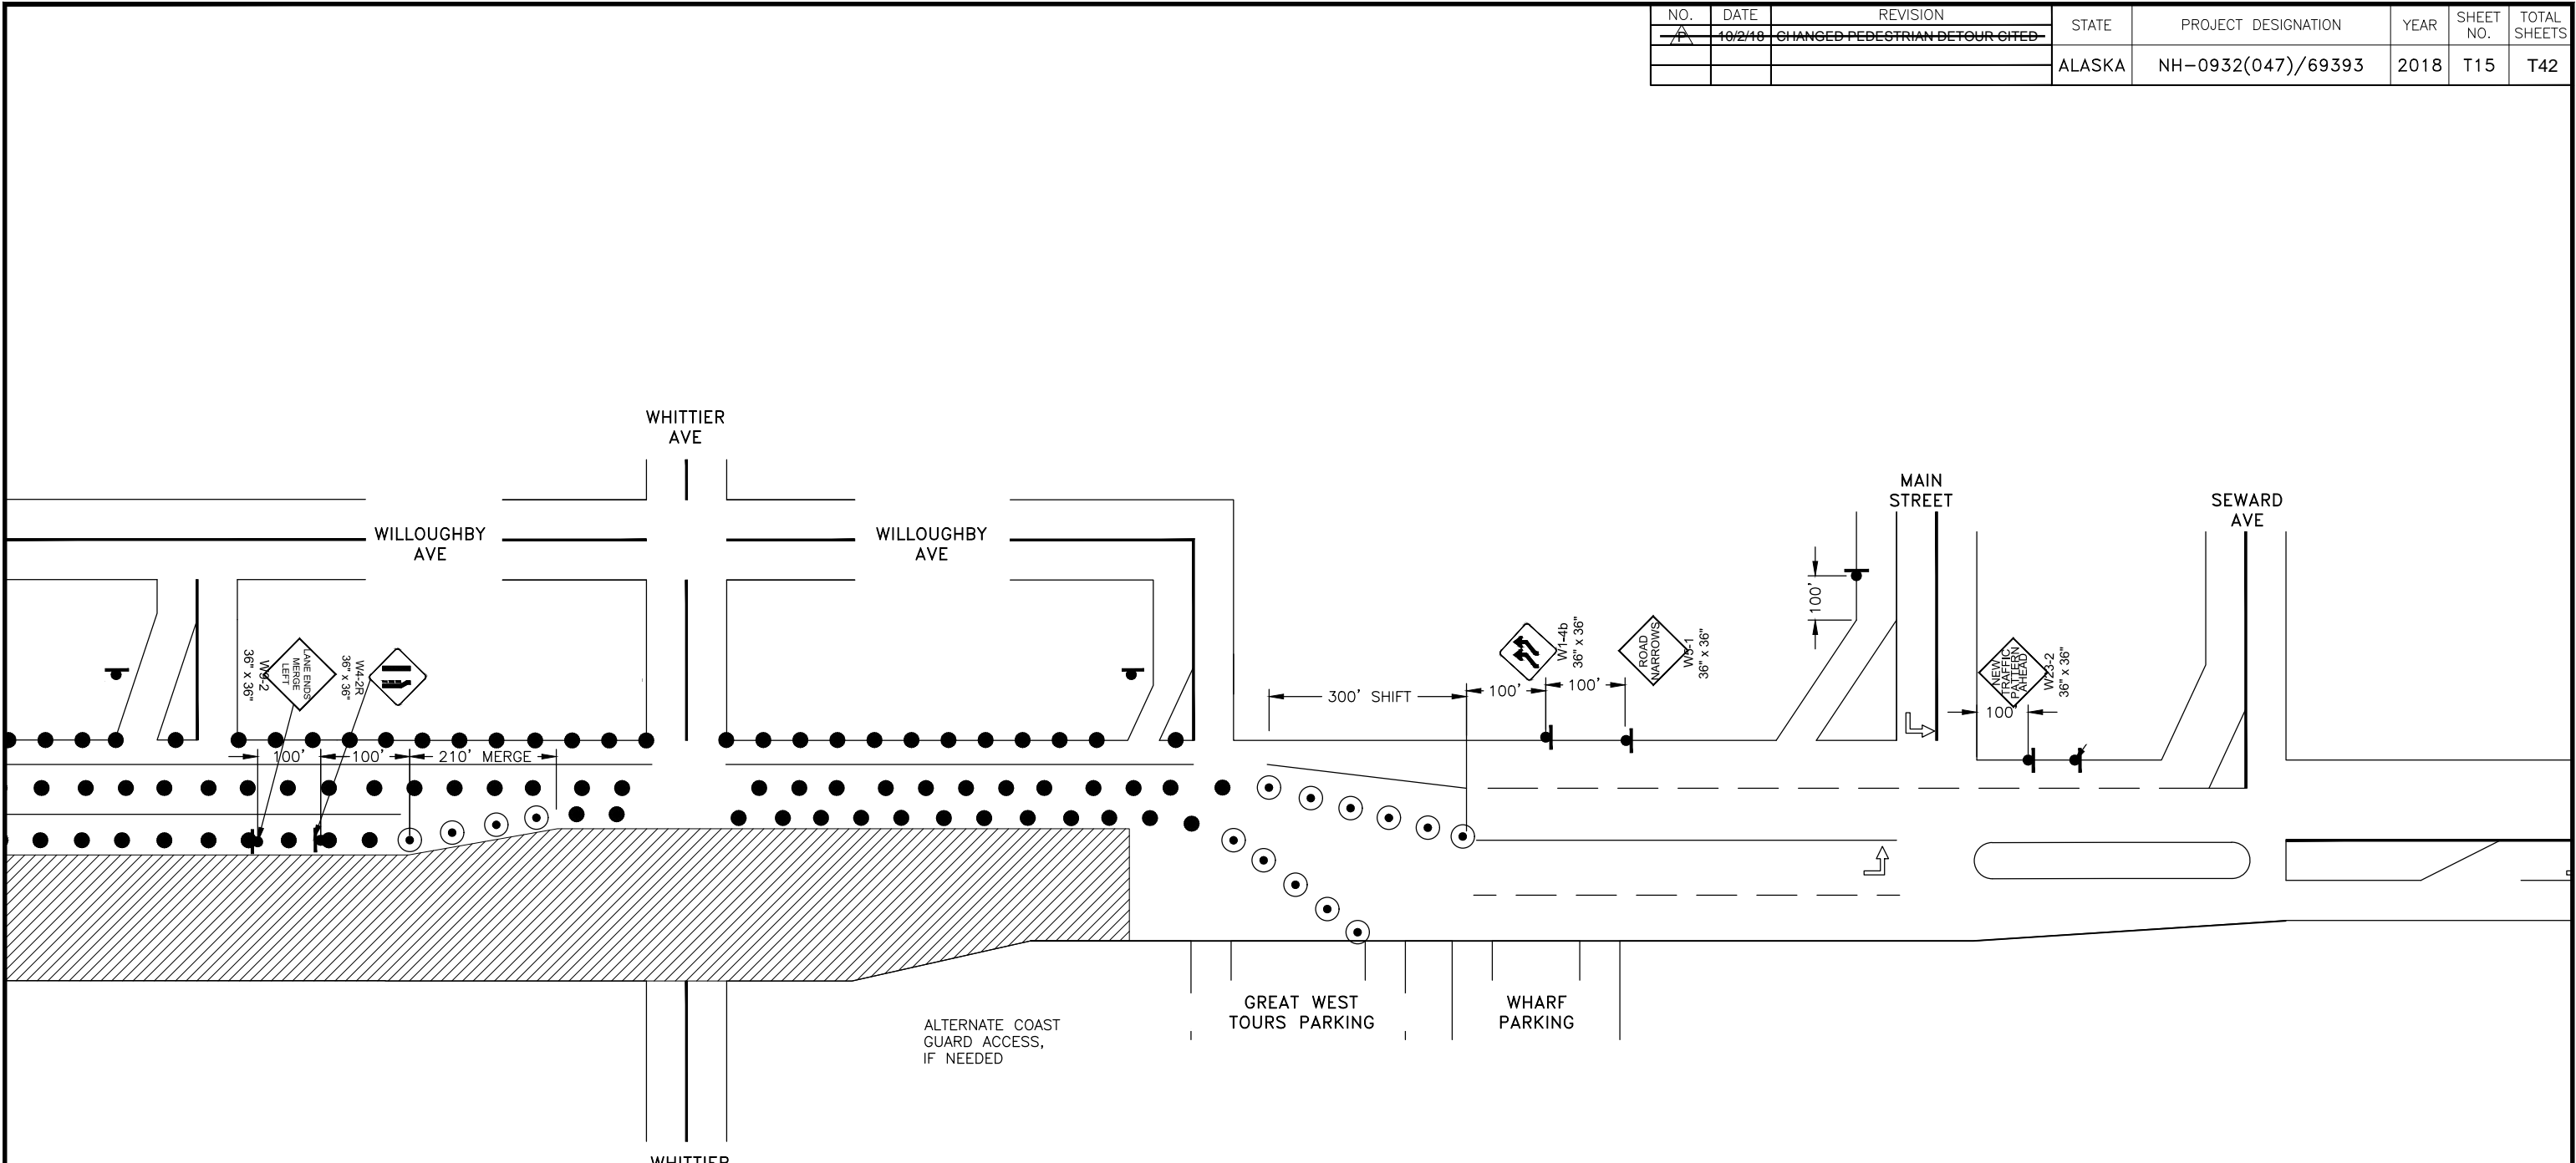 NO. DATE REVISION STATE PROJECT DESIGNATION YEAR SHEET NO. TOTAL SHEETS
P 10/2/18 CHANGED PEDESTRIAN DETOUR CITED
ALASKA NH-0932(047)/69393 2018 T15 T42
WHITTIER
AVE
MAIN
STREET
SEWARD
AVE
WILLOUGHBY
AVE
WILLOUGHBY
AVE
100'
W9-2
36" x 36"
LANE ENDS
MERGE
LEFT
W4-2R
36" x 36"
W1-4b
36" x 36"
ROAD
NARROWS
W5-1
36" x 36"
NEW
TRAFFIC
PATTERN
AHEAD
W23-2
36" x 36"
300' SHIFT
100'
100'
100'
100'
100'
210' MERGE
GREAT WEST
TOURS PARKING
WHARF
PARKING
ALTERNATE COAST
GUARD ACCESS,
IF NEEDED
WHITTIER